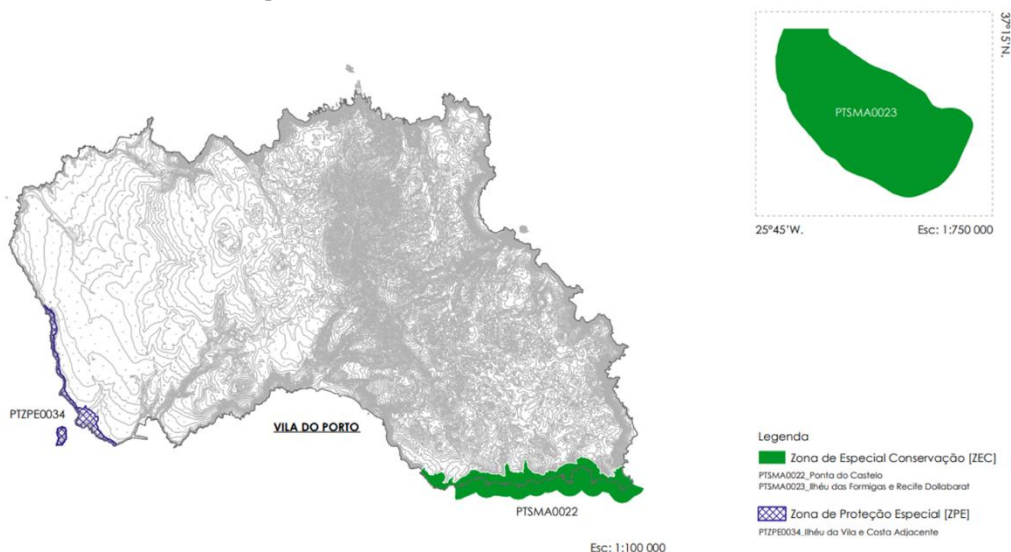 37°15'N.
PTSMA0023
25°45'W.
Esc: 1:750 000
PTZPE0034
VILA DO PORTO
PTSMA0022
Esc: 1:100 000
Legenda
Zona de Especial Conservação [ZEC]
PTSMA0022_Ponta do Castelo
PTSMA0023_Ilhéu das Formigas e Recife Dollabarat
Zona de Proteção Especial [ZPE]
PTZPE0034_Ilhéu da Vila e Costa Adjacente